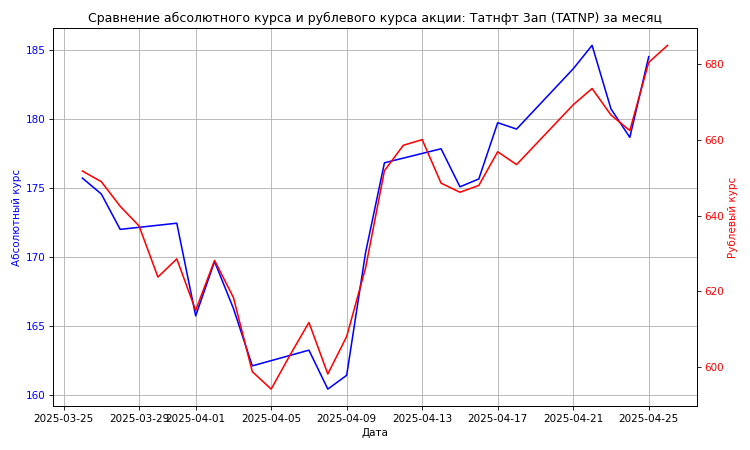 Сравнение абсолютного курса и рублевого курса акции: Татнфт 3ап (TATNP) за месяц
Абсолютный курс
185
180
175
170
165
160
680
660
640
620
600
Рублевый курс
2025-03-25 2025-03-29 2025-04-01 2025-04-05 2025-04-09 2025-04-13 2025-04-17 2025-04-21 2025-04-25
Дата